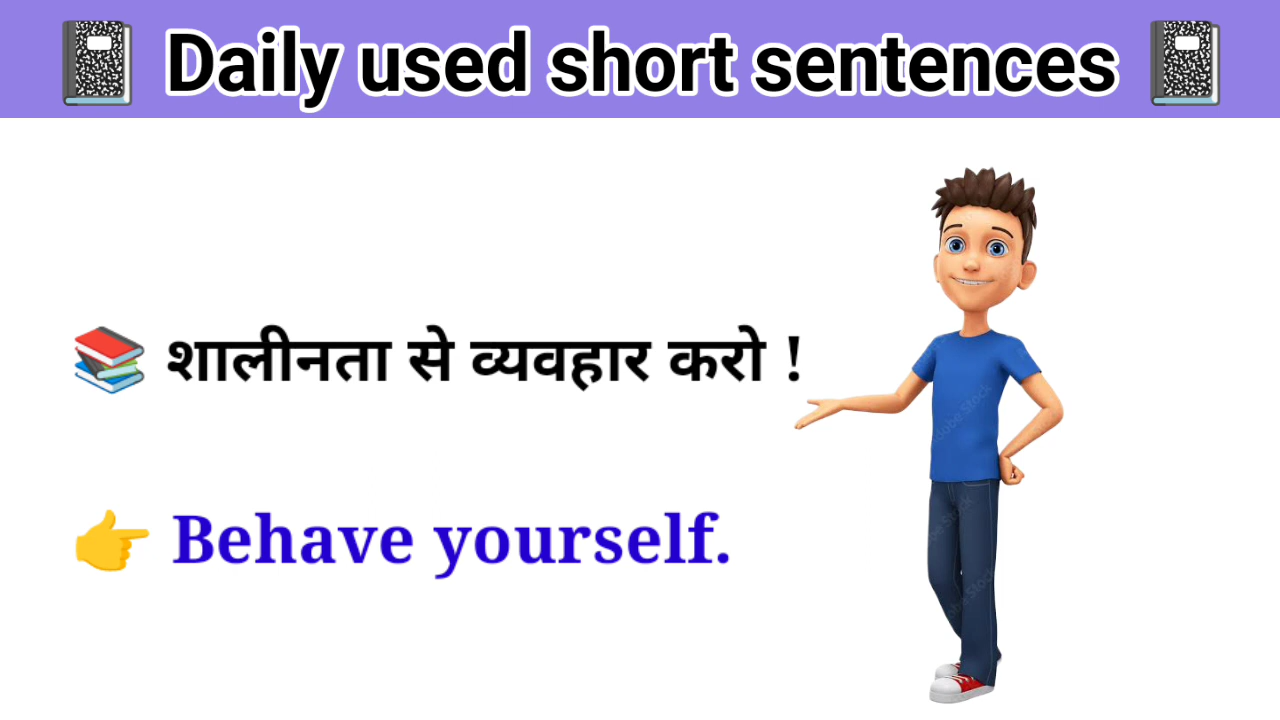 Daily used short sentences
शालीनता से व्यवहार करो !
Behave yourself.